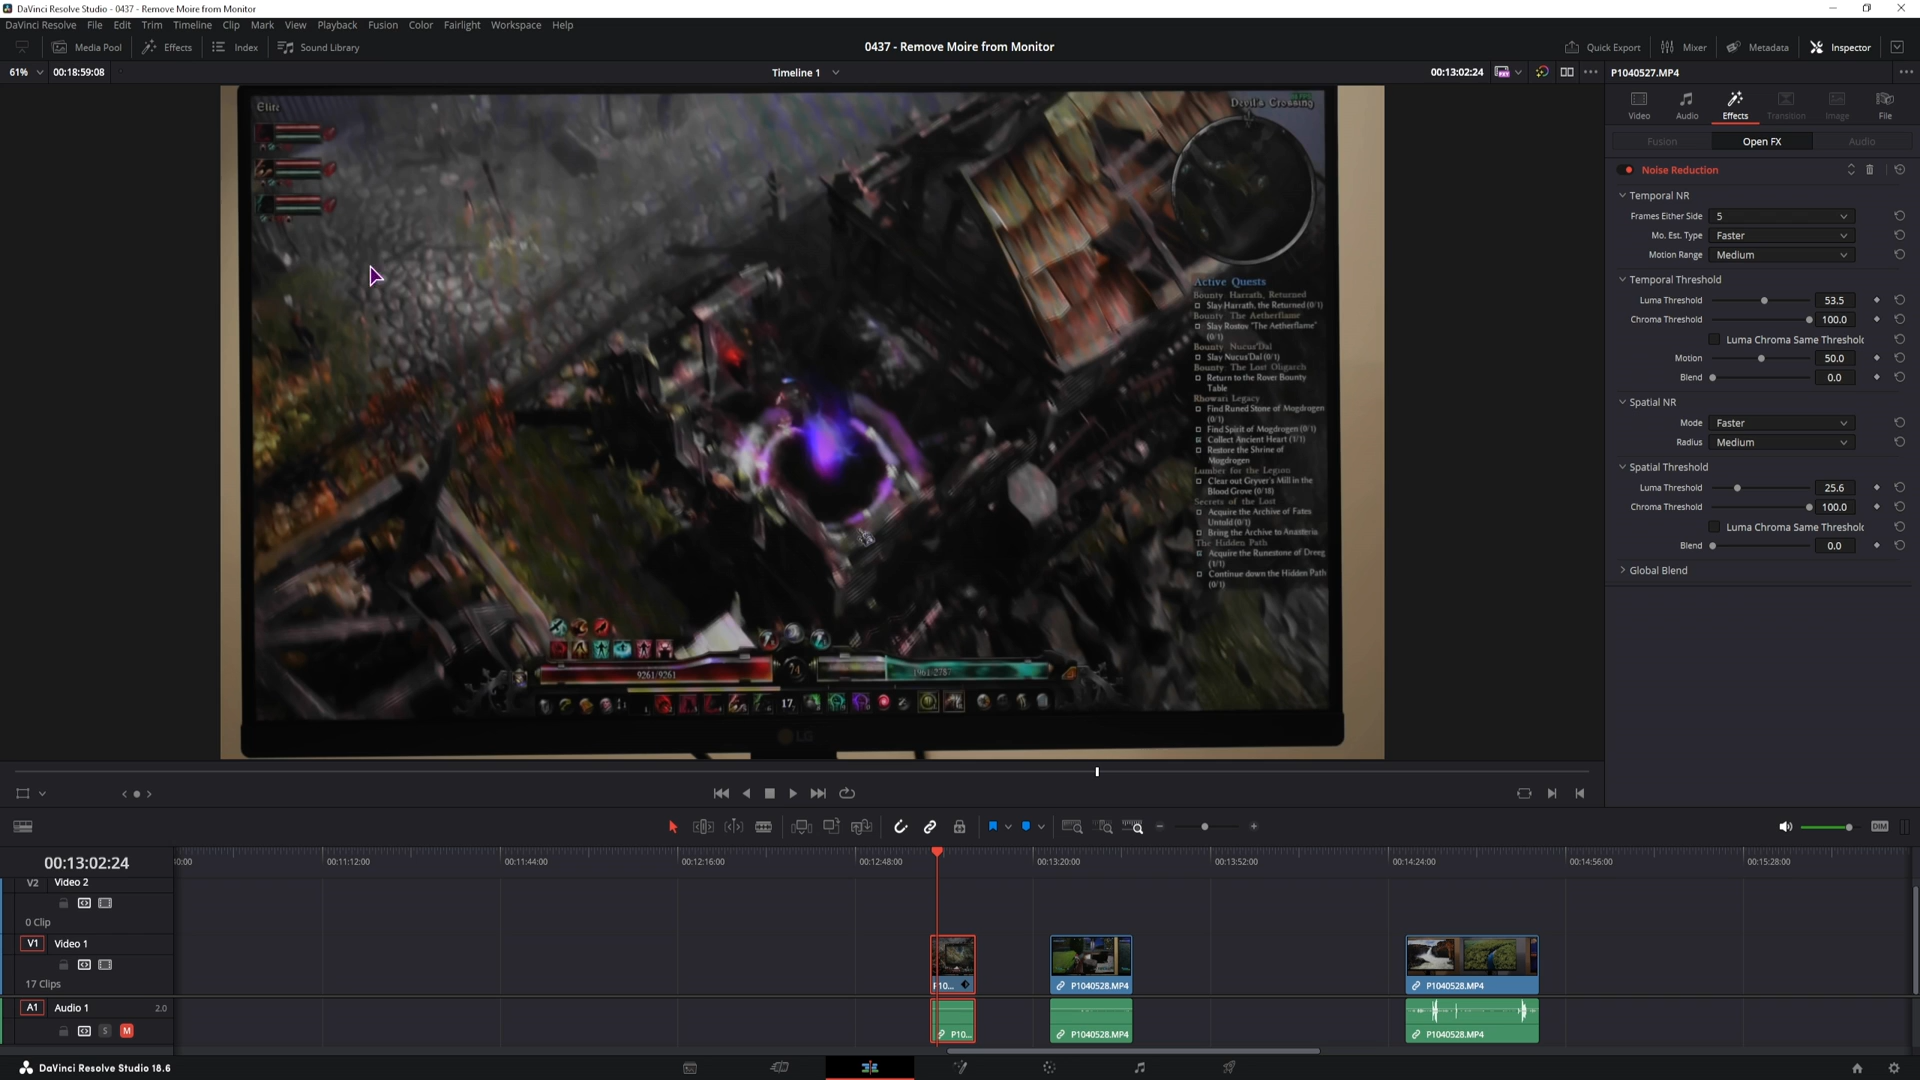 DaVinci Resolve Studio - 0437 - Remove Moire from Monitor
DaVinci Resolve File Edit Trim Timeline Clip Mark View Playback Fusion Color Fairlight Workspace Help
Media Pool Effects Index Sound Library
0437 - Remove Moire from Monitor
Quick Export Mixer Metadata Inspector
61% 00:18:59:08
Timeline 1
00:13:02:24
P1040527.MP4
Video Audio Effects Transition Image File
Fusion Open FX Audio
Noise Reduction
Temporal NR
Frames Either Side 5
Mo. Est. Type Faster
Motion Range Medium
Temporal Threshold
Luma Threshold 53.5
Chroma Threshold 100.0
Luma Chroma Same Threshold
Motion 50.0
Blend 0.0
Spatial NR
Mode Faster
Radius Medium
Spatial Threshold
Luma Threshold 25.6
Chroma Threshold 100.0
Luma Chroma Same Threshold
Blend 0.0
Global Blend
Elite
Devil's Crossing
Active Quests
Bounty Harrath, Returned
Slay Harrath, the Returned (0/1)
Bounty The Aetherflame
Slay Rostov "The Aetherflame"
(0/1)
Bounty Nucus'Dal
Slay Nucus'Dal (0/1)
Bounty The Lost Oligarch
Return to the Rover Bounty
Table
Rhowari Legacy
Find Runed Stone of Mogdrogen
(0/1)
Find Spirit of Mogdrogen (0/1)
Collect Ancient Heart (1/1)
Restore the Shrine of
Mogdrogen
Lumber for the Legion
Clear out Gryver's Mill in the
Blood Grove (0/18)
Secrets of the Lost
Acquire the Archive of Fates
Untold (0/1)
Bring the Archive to Anasteria
The Hidden Path
Acquire the Runestone of Dreeg
(1/1)
Continue down the Hidden Path
(0/1)
9261/9261
1961/2787
17
LG
DIM
00:13:02:24
00:11:12:00 00:11:44:00 00:12:16:00 00:12:48:00 00:13:20:00 00:13:52:00 00:14:24:00 00:14:56:00 00:15:28:00
V2 Video 2
0 Clip
V1 Video 1
17 Clips
P10... P1040528.MP4 P1040528.MP4
A1 Audio 1 2.0
S M
P10... P1040528.MP4 P1040528.MP4
DaVinci Resolve Studio 18.6